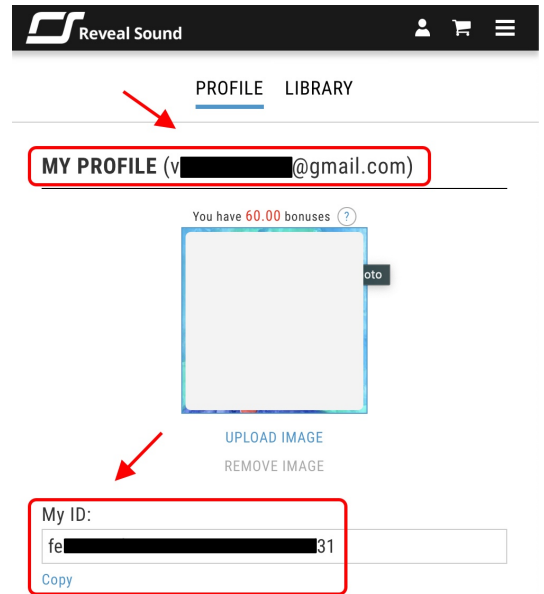 Reveal Sound
PROFILE LIBRARY
MY PROFILE (v @gmail.com)
You have 60.00 bonuses ?
oto
UPLOAD IMAGE
REMOVE IMAGE
My ID:
fe 31
Copy